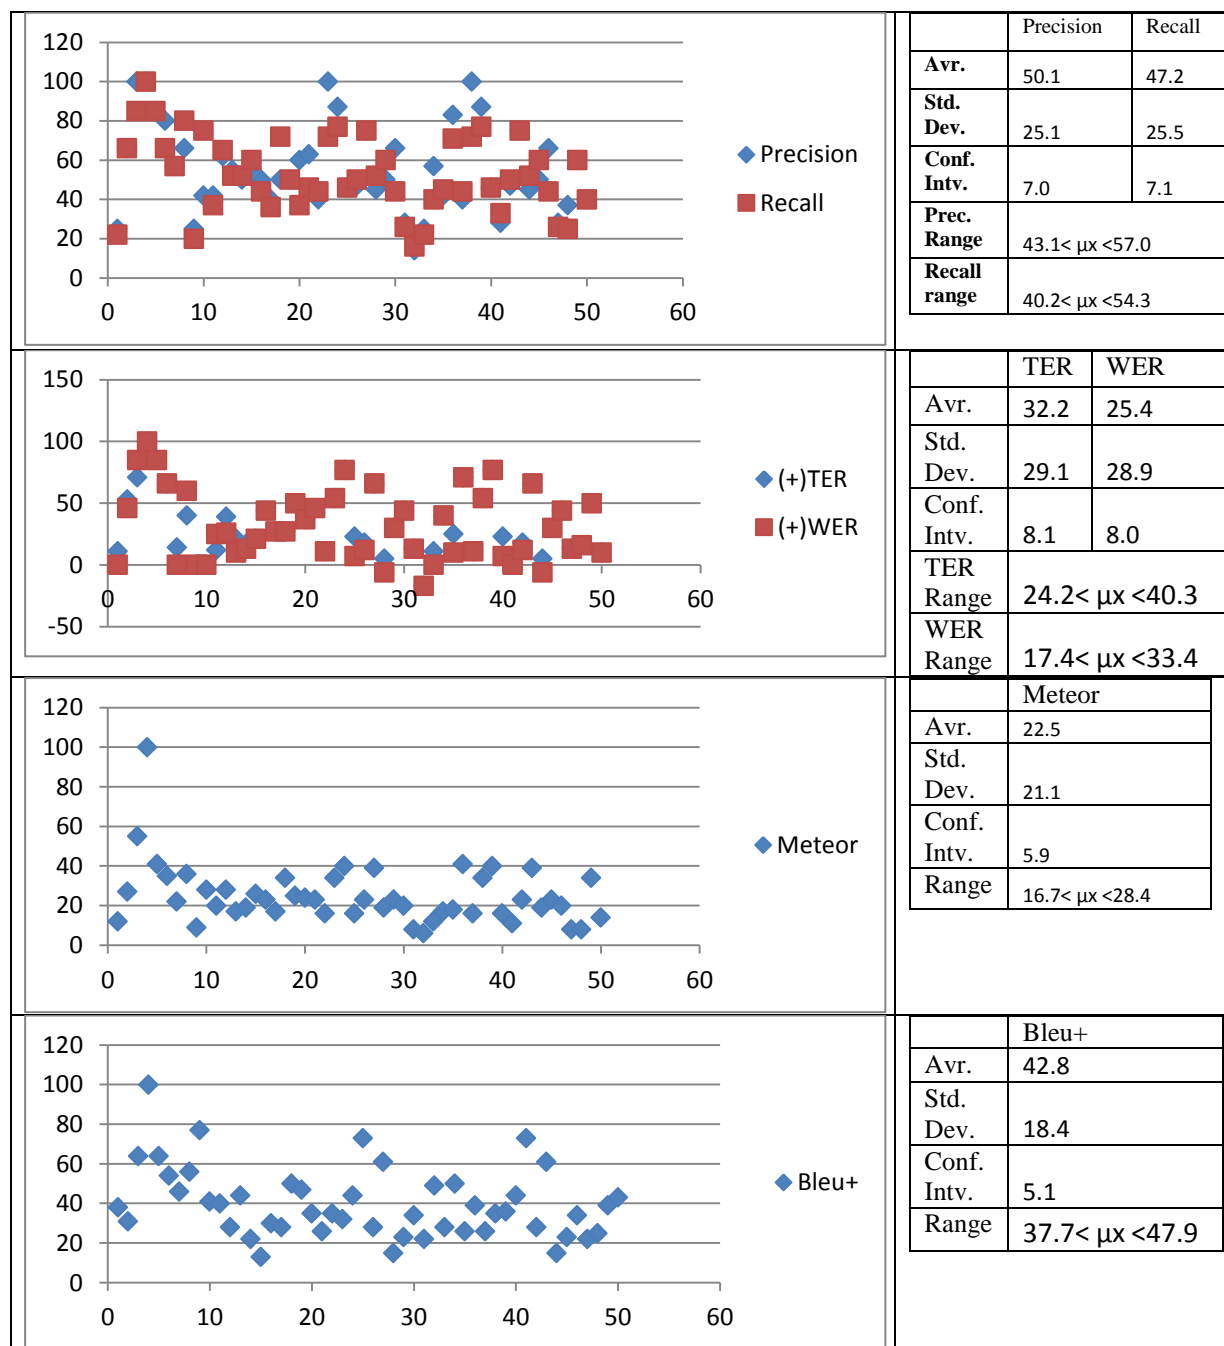 120
100
80
60
40
20
0
0 10 20 30 40 50 60
Precision
Recall
Precision Recall
Avr. 50.1 47.2
Std.
Dev. 25.1 25.5
Conf.
Intv. 7.0 7.1
Prec.
Range 43.1< µx <57.0
Recall
range 40.2< µx <54.3
150
100
50
0
-50
0 10 20 30 40 50 60
(+)TER
(+)WER
TER WER
Avr. 32.2 25.4
Std.
Dev. 29.1 28.9
Conf.
Intv. 8.1 8.0
TER
Range 24.2< µx <40.3
WER
Range 17.4< µx <33.4
120
100
80
60
40
20
0
0 10 20 30 40 50 60
Meteor
Meteor
Avr. 22.5
Std.
Dev. 21.1
Conf.
Intv. 5.9
Range 16.7< µx <28.4
120
100
80
60
40
20
0
0 10 20 30 40 50 60
Bleu+
Bleu+
Avr. 42.8
Std.
Dev. 18.4
Conf.
Intv. 5.1
Range 37.7< µx <47.9